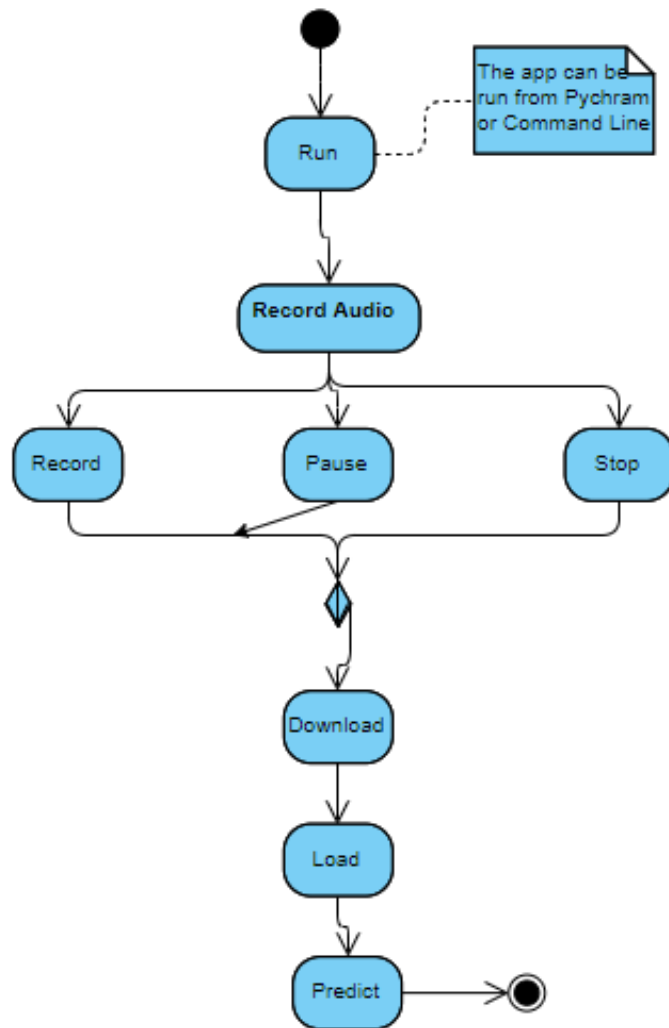 The app can be
run from Pychram
or Command Line
Run
Record Audio
Record
Pause
Stop
Download
Load
Predict